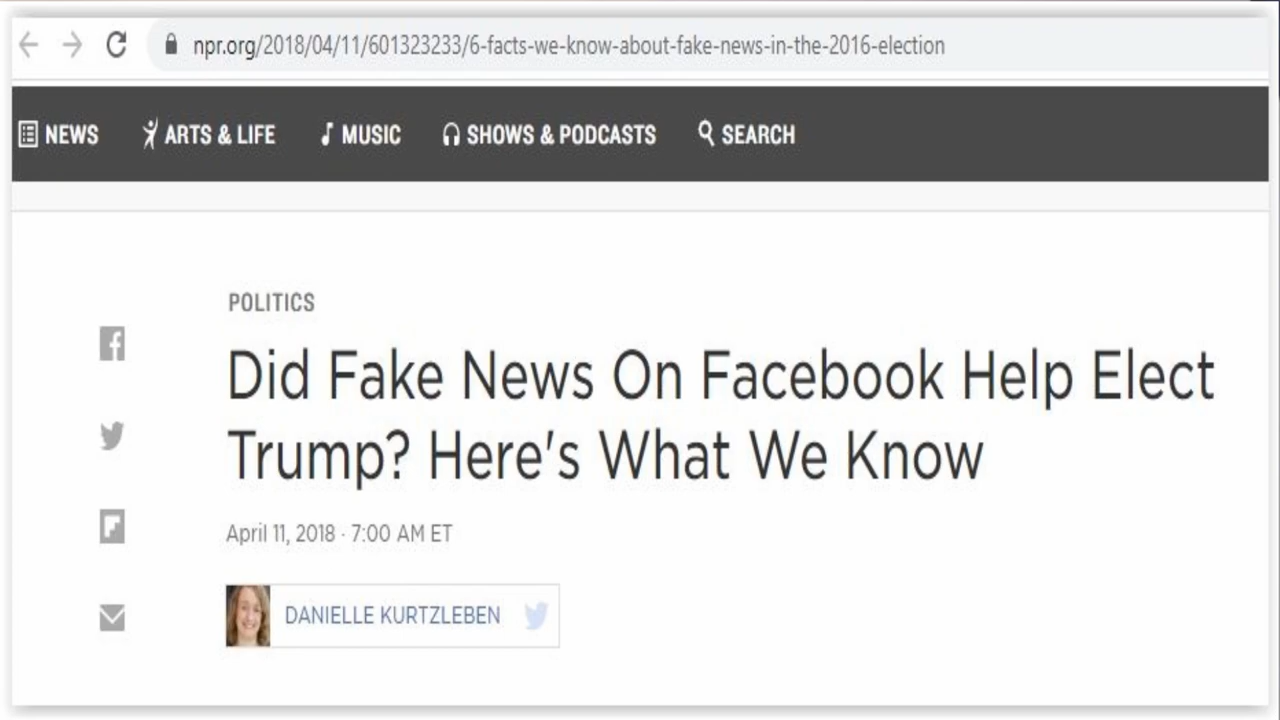 npr.org/2018/04/11/601323233/6-facts-we-know-about-fake-news-in-the-2016-election
NEWS ARTS & LIFE MUSIC SHOWS & PODCASTS SEARCH
POLITICS
Did Fake News On Facebook Help Elect
Trump? Here's What We Know
April 11, 2018 · 7:00 AM ET
DANIELLE KURTZLEBEN